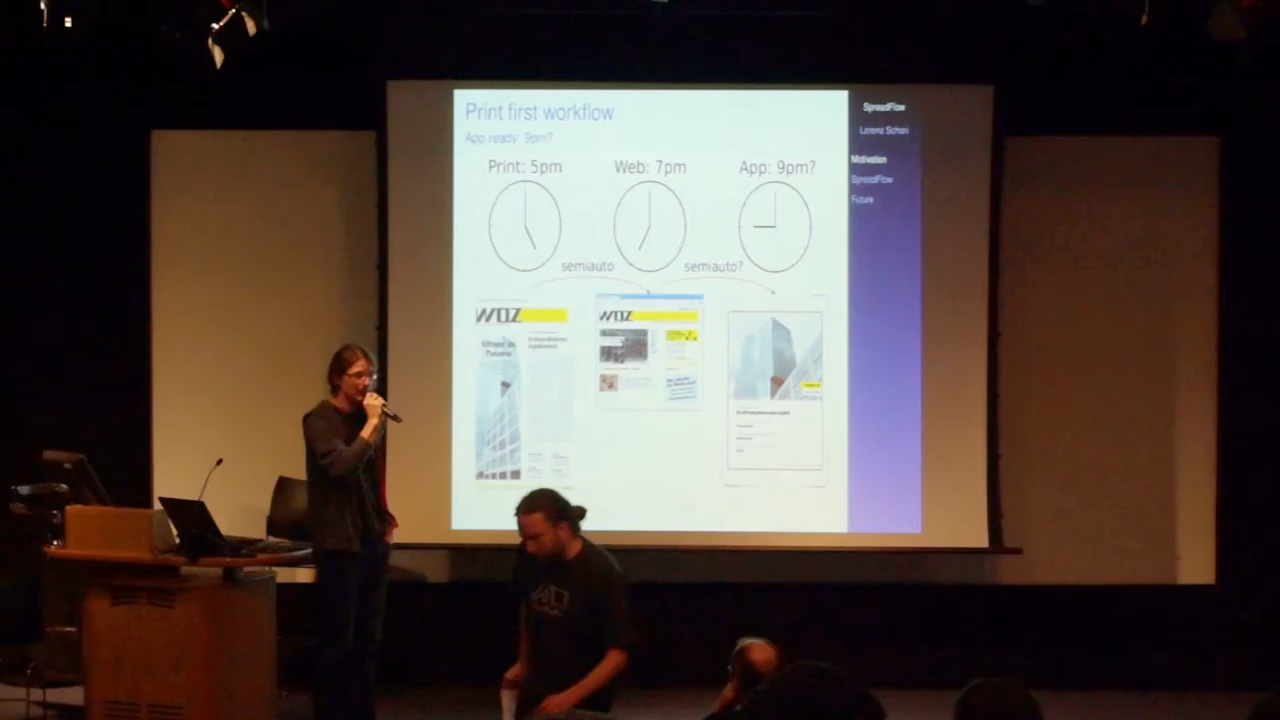 Print first workflow
App ready: 9pm?
Print: 5pm
Web: 7pm
App: 9pm?
semiauto
semiauto?
WOZ
WOZ
SpreadFlow
Lorenz Schori
Motivation
SpreadFlow
Future